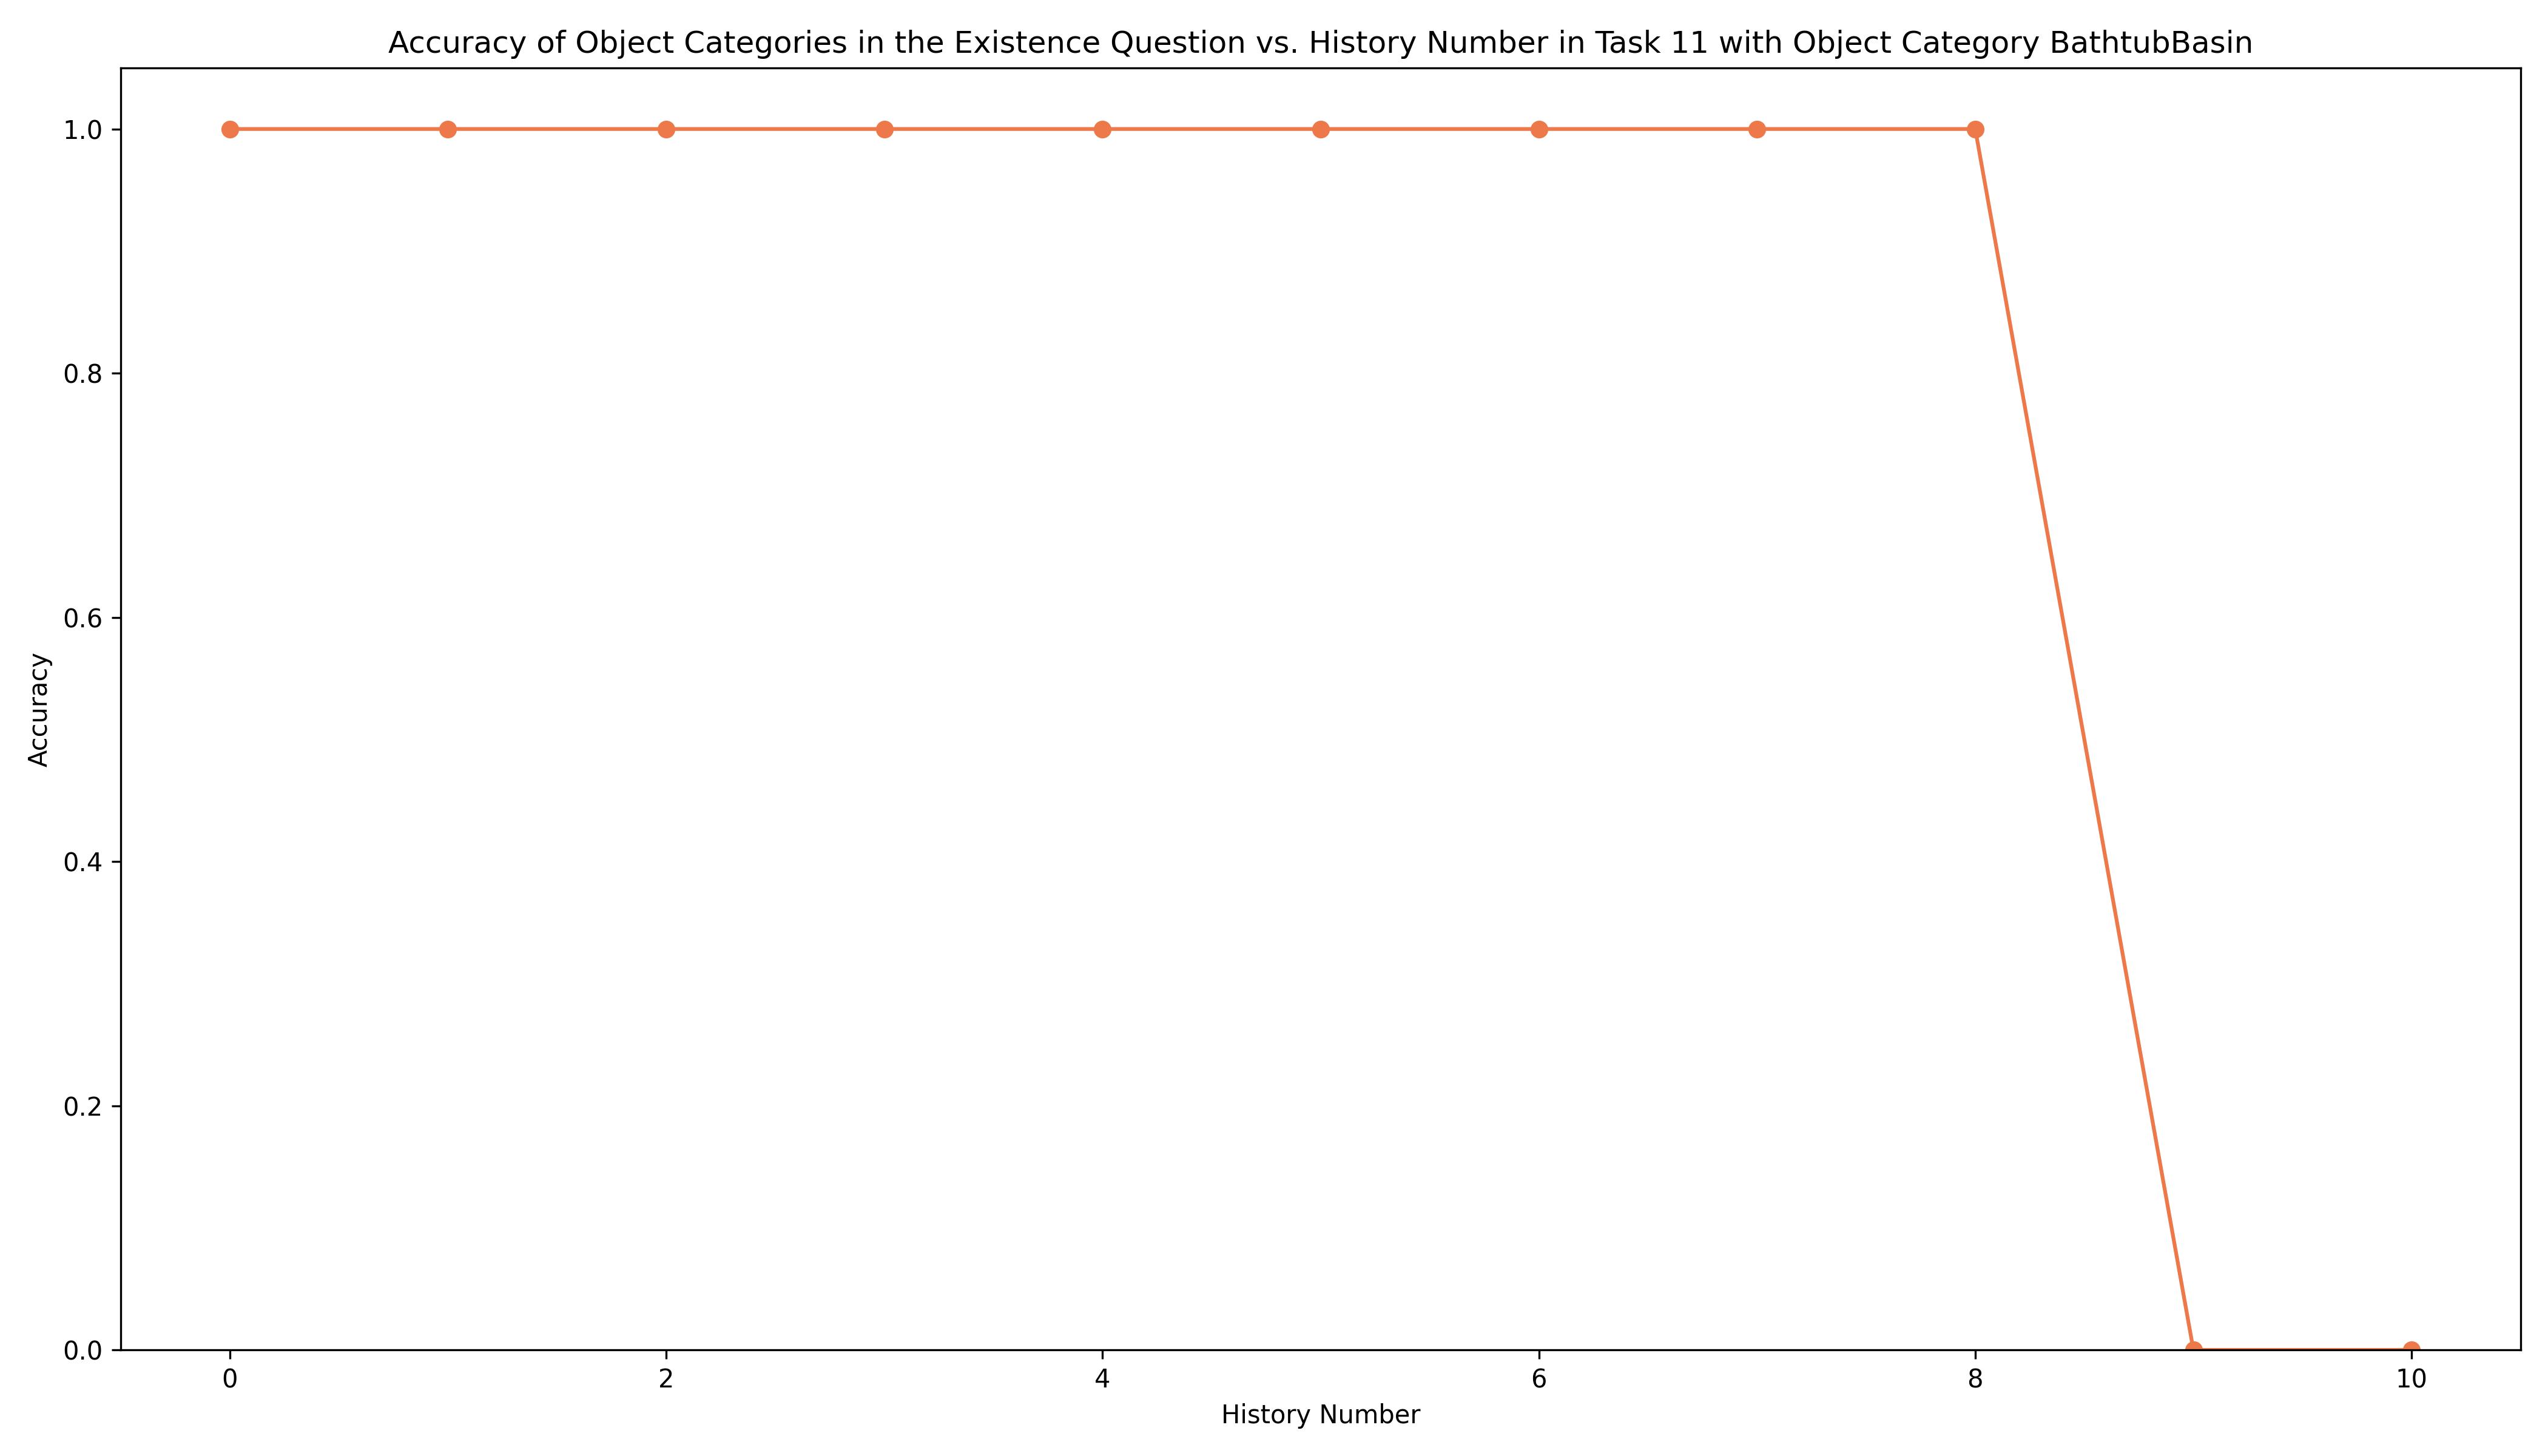 Accuracy of Object Categories in the Existence Question vs. History Number in Task 11 with Object Category BathtubBasin
1.0
0.8
0.6
0.4
0.2
0.0
Accuracy
0 2 4 6 8 10
History Number